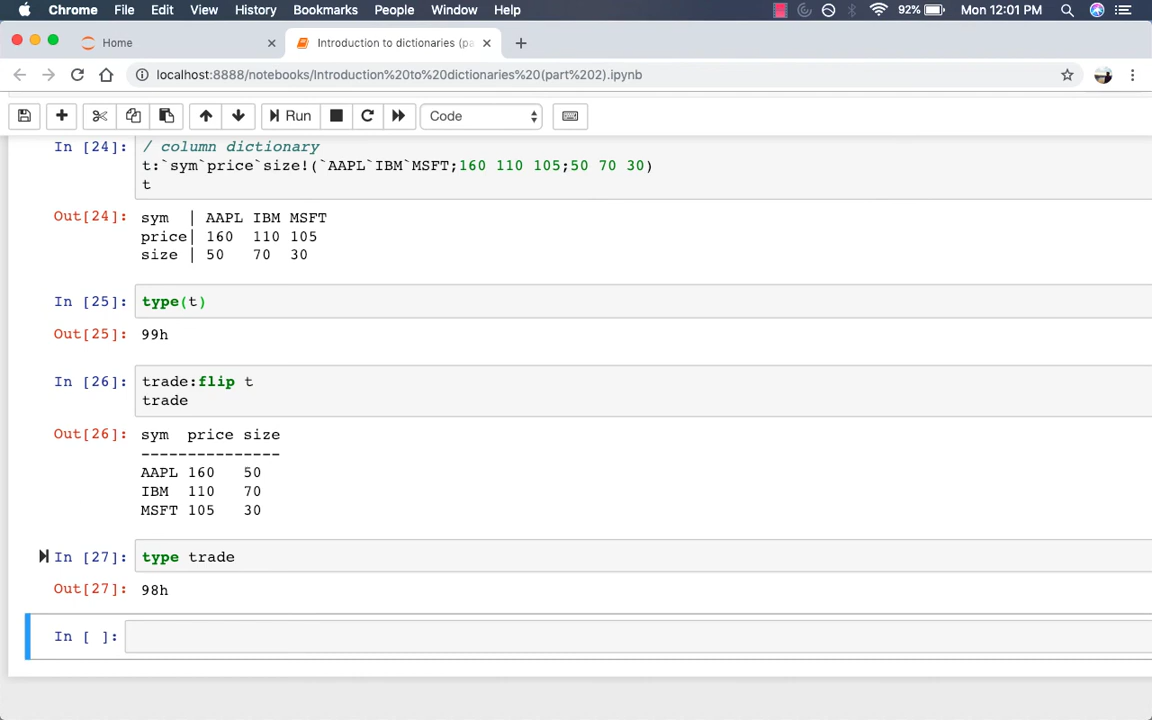 Chrome File Edit View History Bookmarks People Window Help 92% Mon 12:01 PM
Home Introduction to dictionaries (pa
localhost:8888/notebooks/Introduction%20to%20dictionaries%20(part%202).ipynb
Run Code
In [24]: / column dictionary
t:`sym`price`size!(`AAPL`IBM`MSFT;160 110 105;50 70 30)
t
Out[24]: sym | AAPL IBM MSFT
price| 160 110 105
size | 50 70 30
In [25]: type(t)
Out[25]: 99h
In [26]: trade:flip t
trade
Out[26]: sym price size
---------------
AAPL 160 50
IBM 110 70
MSFT 105 30
In [27]: type trade
Out[27]: 98h
In [ ]: